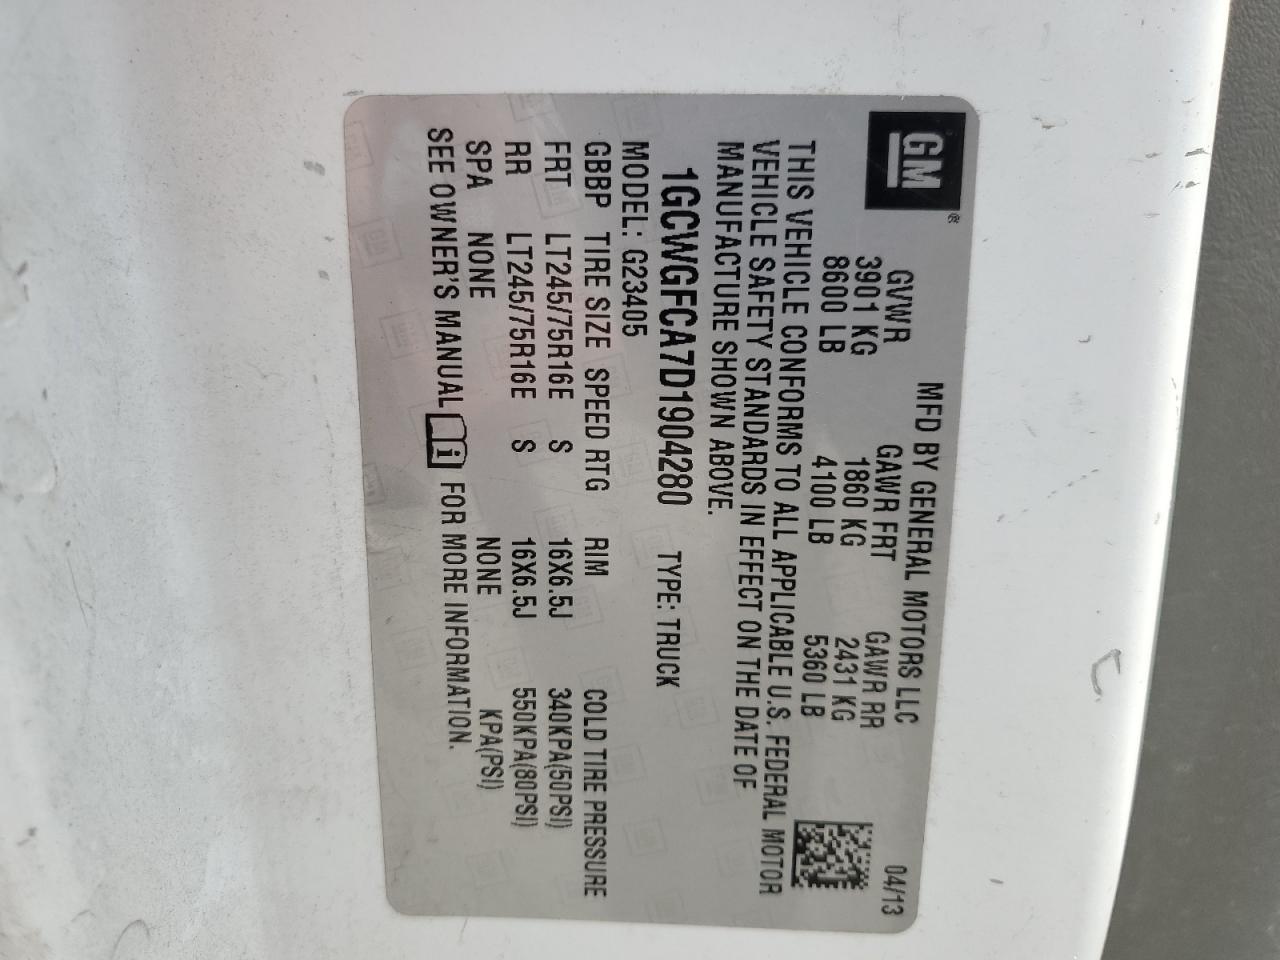 GM®
MFD BY GENERAL MOTORS LLC 04/13
GVWR GAWR FRT GAWR RR
3901 KG 1860 KG 2431 KG
8600 LB 4100 LB 5360 LB
THIS VEHICLE CONFORMS TO ALL APPLICABLE U.S. FEDERAL MOTOR
VEHICLE SAFETY STANDARDS IN EFFECT ON THE DATE OF
MANUFACTURE SHOWN ABOVE.
1GCWGFCA7D1904280 TYPE: TRUCK
MODEL: G23405
GBBP TIRE SIZE SPEED RTG RIM COLD TIRE PRESSURE
FRT LT245/75R16E S 16X6.5J 340KPA(50PSI)
RR LT245/75R16E S 16X6.5J 550KPA(80PSI)
SPA NONE NONE KPA(PSI)
SEE OWNER'S MANUAL i FOR MORE INFORMATION.